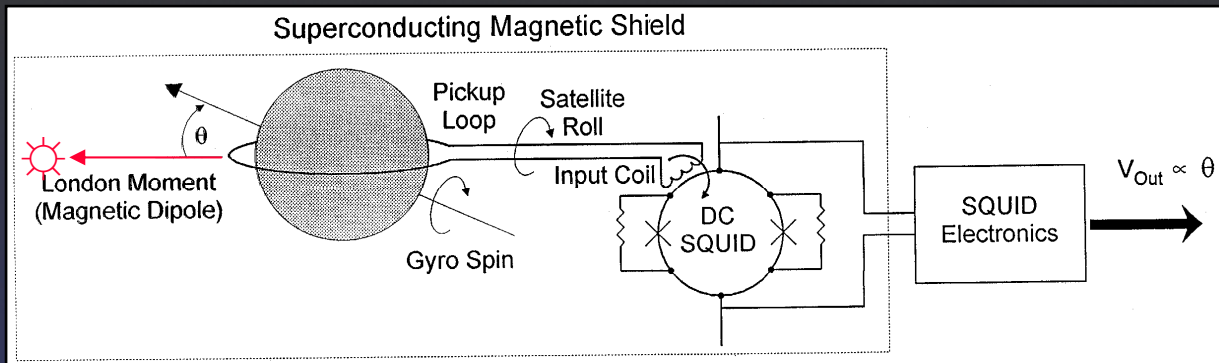 Superconducting Magnetic Shield
Pickup
Loop
Satellite
Roll
θ
London Moment
(Magnetic Dipole)
Input Coil
Gyro Spin
DC
SQUID
SQUID
Electronics
V_Out ∝ θ